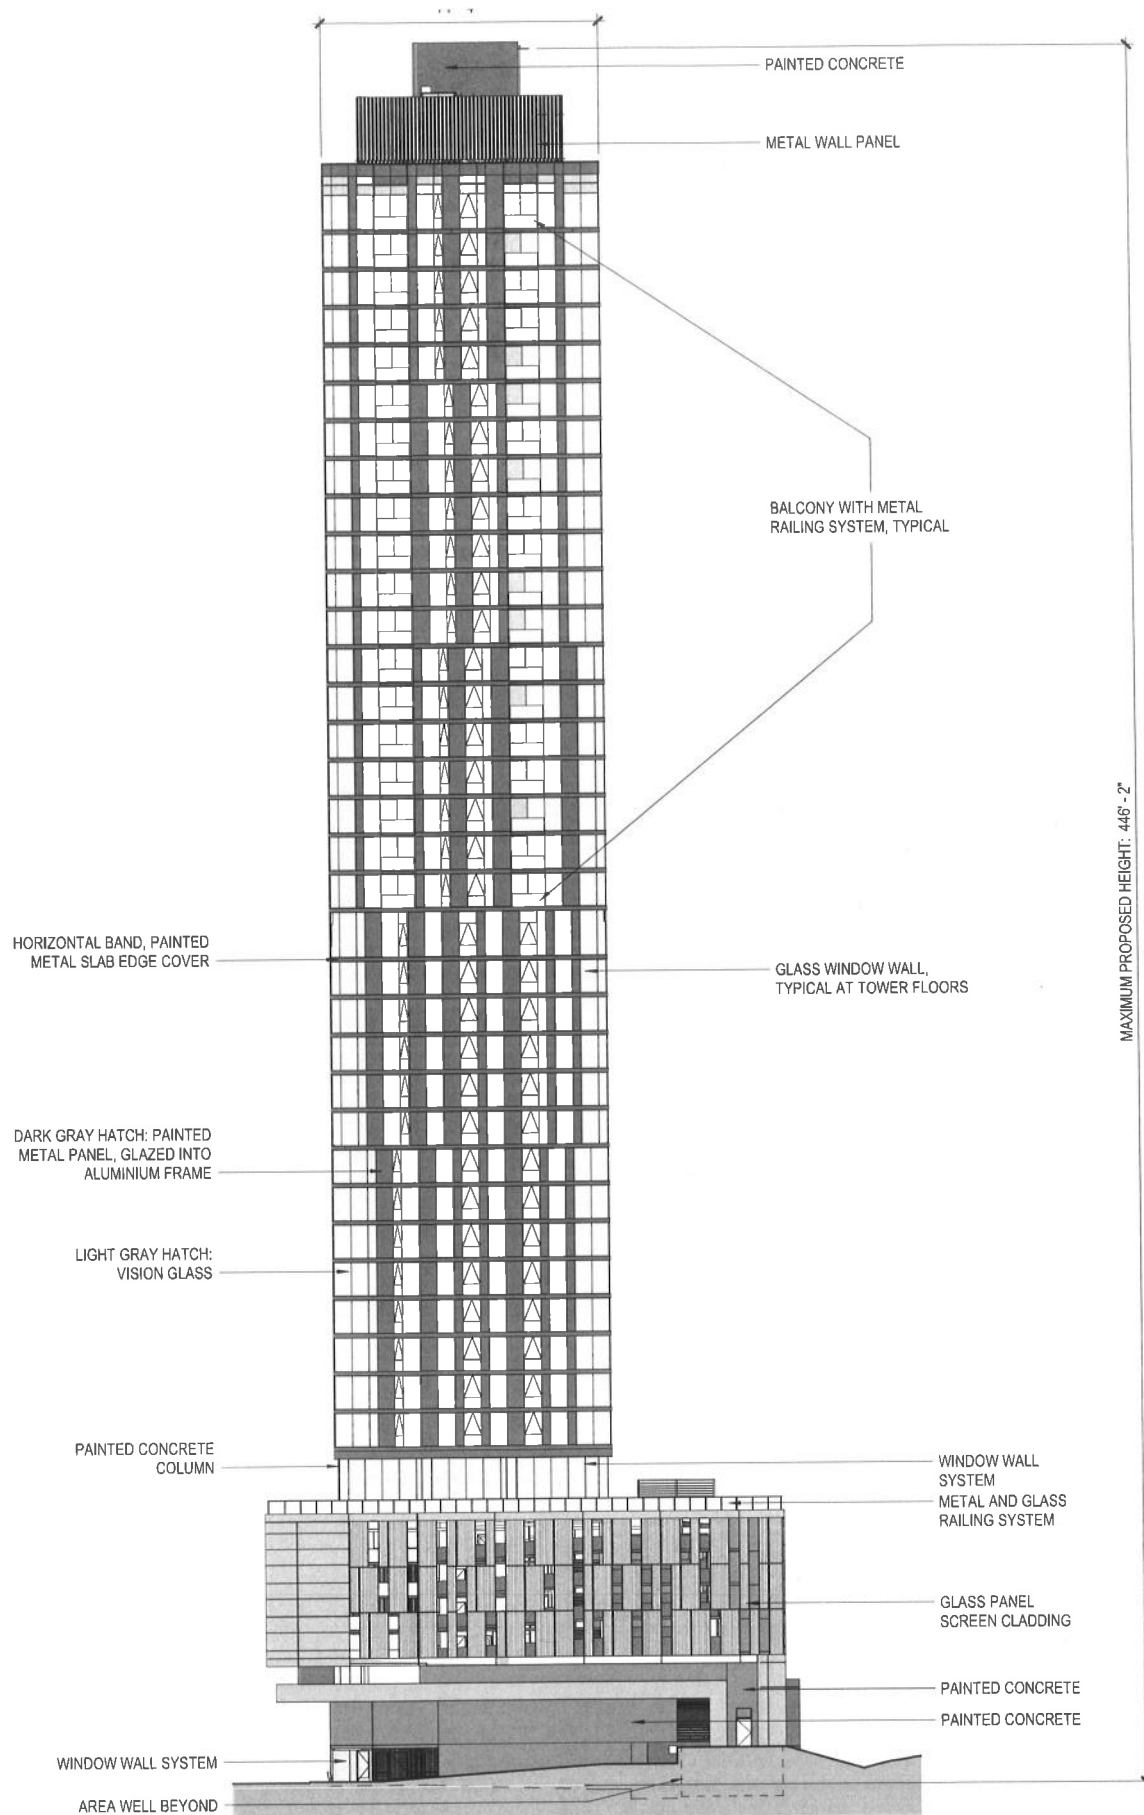 PAINTED CONCRETE
METAL WALL PANEL
BALCONY WITH METAL
RAILING SYSTEM, TYPICAL
MAXIMUM PROPOSED HEIGHT: 446' - 2"
HORIZONTAL BAND, PAINTED
METAL SLAB EDGE COVER
GLASS WINDOW WALL,
TYPICAL AT TOWER FLOORS
DARK GRAY HATCH: PAINTED
METAL PANEL, GLAZED INTO
ALUMINIUM FRAME
LIGHT GRAY HATCH:
VISION GLASS
PAINTED CONCRETE
COLUMN
WINDOW WALL
SYSTEM
METAL AND GLASS
RAILING SYSTEM
GLASS PANEL
SCREEN CLADDING
PAINTED CONCRETE
PAINTED CONCRETE
WINDOW WALL SYSTEM
AREA WELL BEYOND